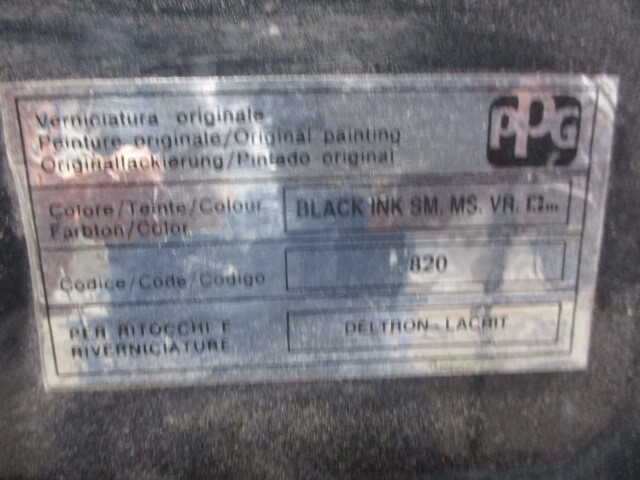 Verniciatura originale
Peinture originale/Original painting
Originallackierung/Pintado original
PPG
Colore/Teinte/Colour
Farbton/Color
BLACK INK SM. MS. VR.
Codice/Code/Código
820
PER RITOCCHI E
RIVERNICIATURE
DELTRON - LACRIT